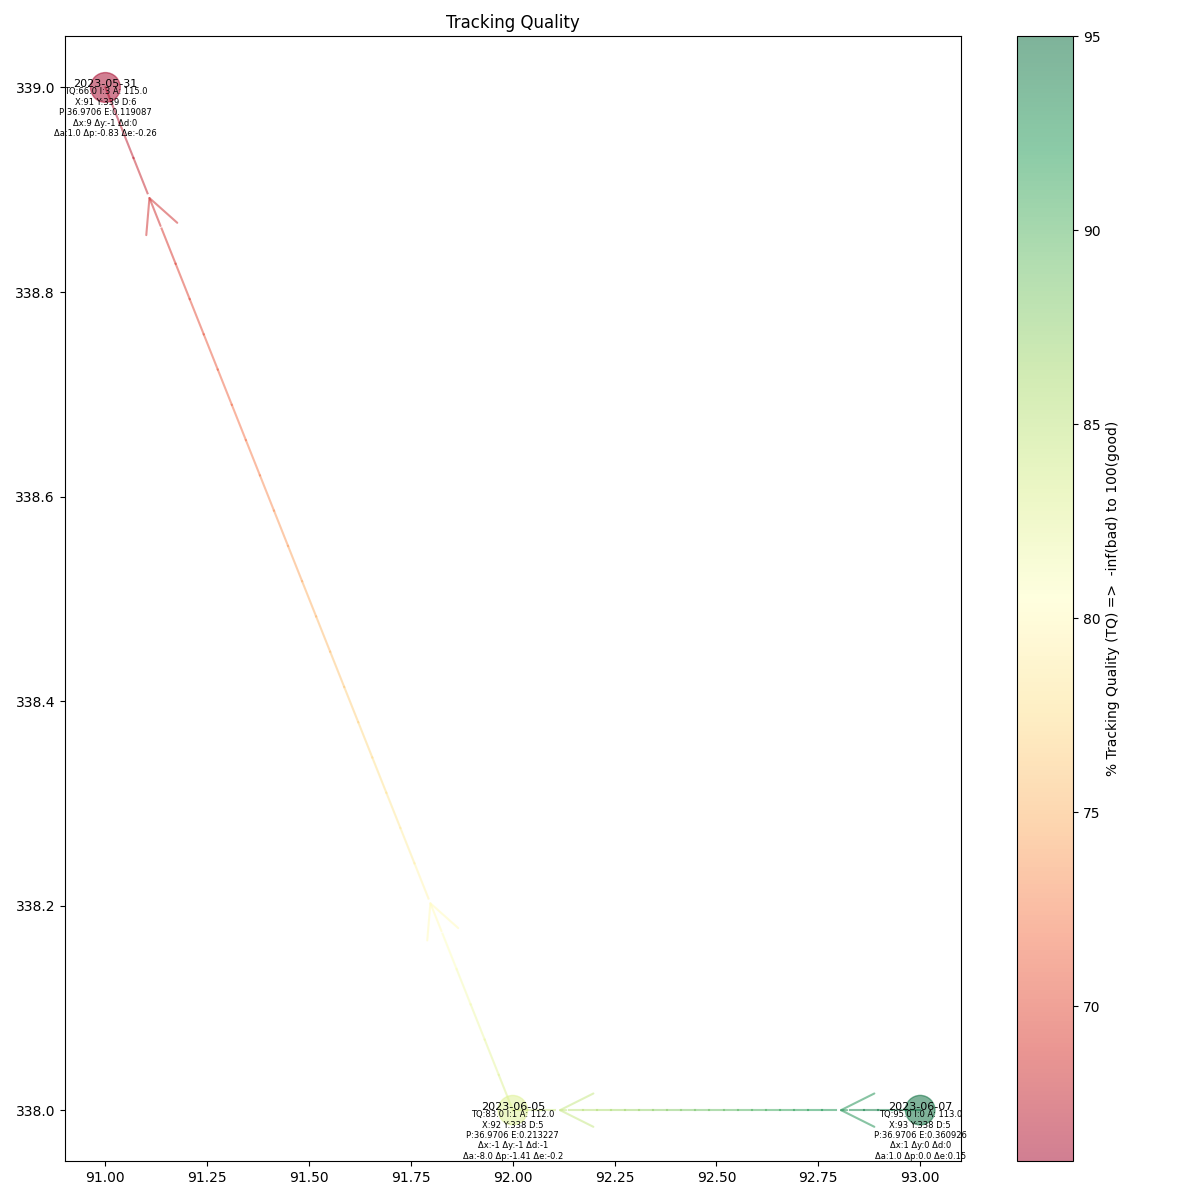 Tracking Quality
339.0
338.8
338.6
338.4
338.2
338.0
2023-05-31
TQ:66.0 I:3 A: 115.0
X:91 Y:339 D:6
P:36.9706 E:0.119087
Δx:9 Δy:-1 Δd:0
Δa:1.0 Δp:-0.83 Δe:-0.26
2023-06-05
TQ:83.0 I:1 A: 112.0
X:92 Y:338 D:5
P:36.9706 E:0.213227
Δx:-1 Δy:-1 Δd:-1
Δa:-8.0 Δp:-1.41 Δe:-0.2
2023-06-07
TQ:95.0 I:0 A: 113.0
X:93 Y:338 D:5
P:36.9706 E:0.360926
Δx:1 Δy:0 Δd:0
Δa:1.0 Δp:0.0 Δe:0.15
91.00 91.25 91.50 91.75 92.00 92.25 92.50 92.75 93.00
95
90
85
80
75
70
% Tracking Quality (TQ) =>  -inf(bad) to 100(good)